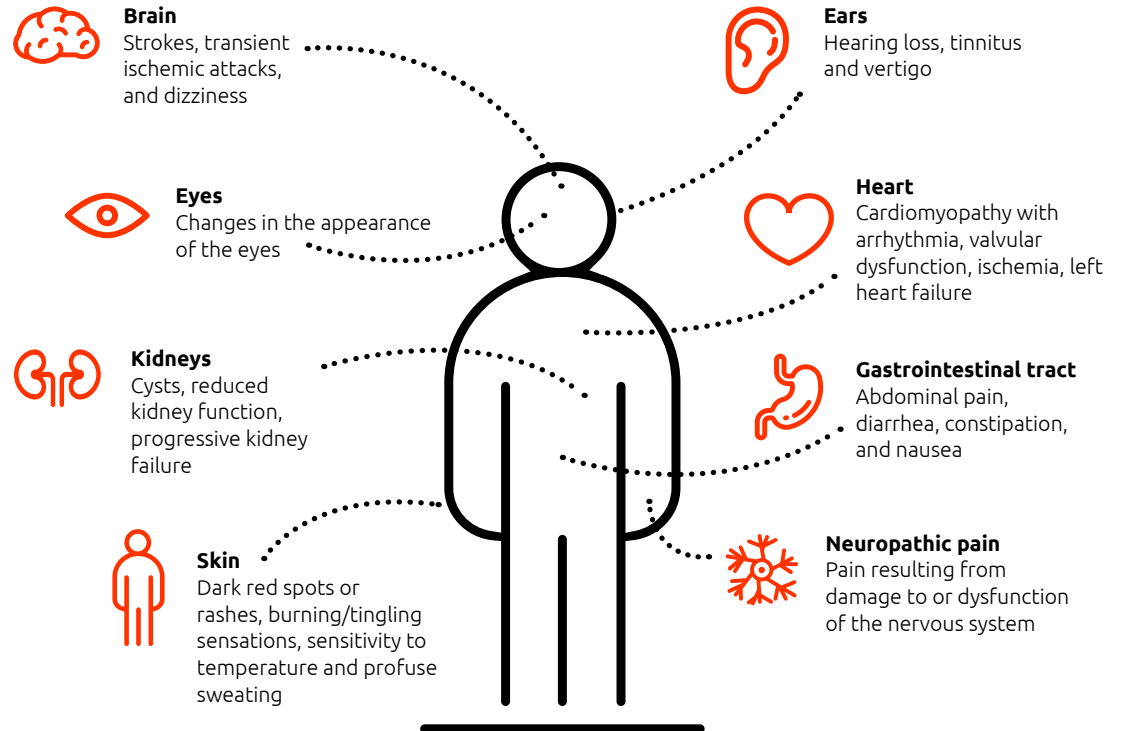 Brain
Strokes, transient
ischemic attacks,
and dizziness
Ears
Hearing loss, tinnitus
and vertigo
Eyes
Changes in the appearance
of the eyes
Heart
Cardiomyopathy with
arrhythmia, valvular
dysfunction, ischemia, left
heart failure
Kidneys
Cysts, reduced
kidney function,
progressive kidney
failure
Gastrointestinal tract
Abdominal pain,
diarrhea, constipation,
and nausea
Skin
Dark red spots or
rashes, burning/tingling
sensations, sensitivity to
temperature and profuse
sweating
Neuropathic pain
Pain resulting from
damage to or dysfunction
of the nervous system